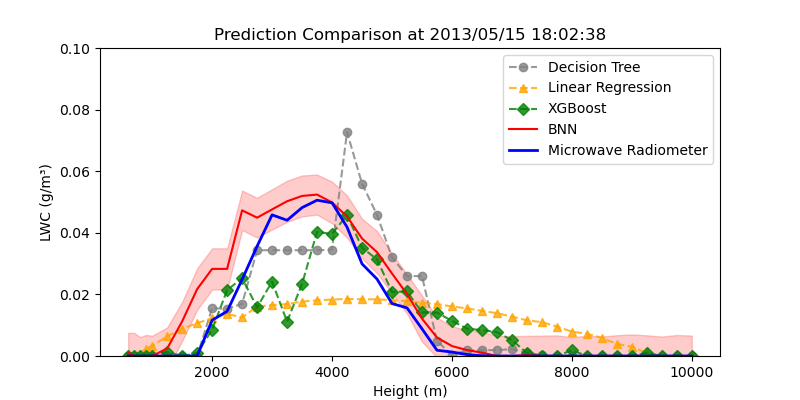 Prediction Comparison at 2013/05/15 18:02:38
0.10
0.08
0.06
0.04
0.02
0.00
LWC (g/m³)
Decision Tree
Linear Regression
XGBoost
BNN
Microwave Radiometer
2000 4000 6000 8000 10000
Height (m)